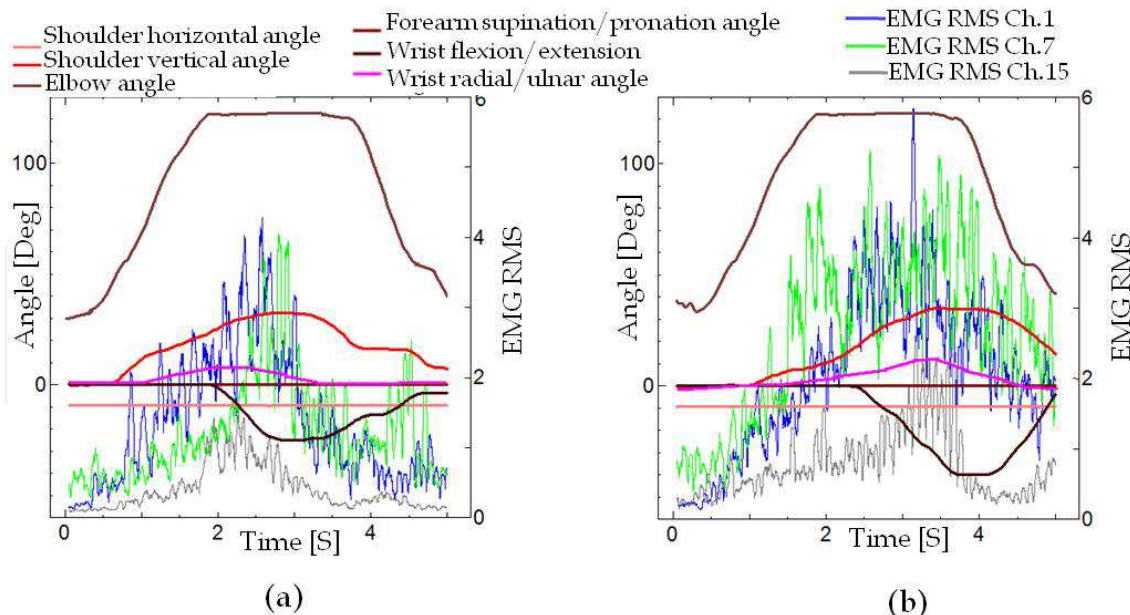 Shoulder horizontal angle
Shoulder vertical angle
Elbow angle
Forearm supination/pronation angle
Wrist flexion/extension
Wrist radial/ulnar angle
EMG RMS Ch.1
EMG RMS Ch.7
EMG RMS Ch.15
100
0
Angle [Deg]
6
4
2
0
EMG RMS
0
2
4
Time [S]
(a)
100
0
Angle [Deg]
6
4
2
0
EMG RMS
0
2
4
Time [S]
(b)